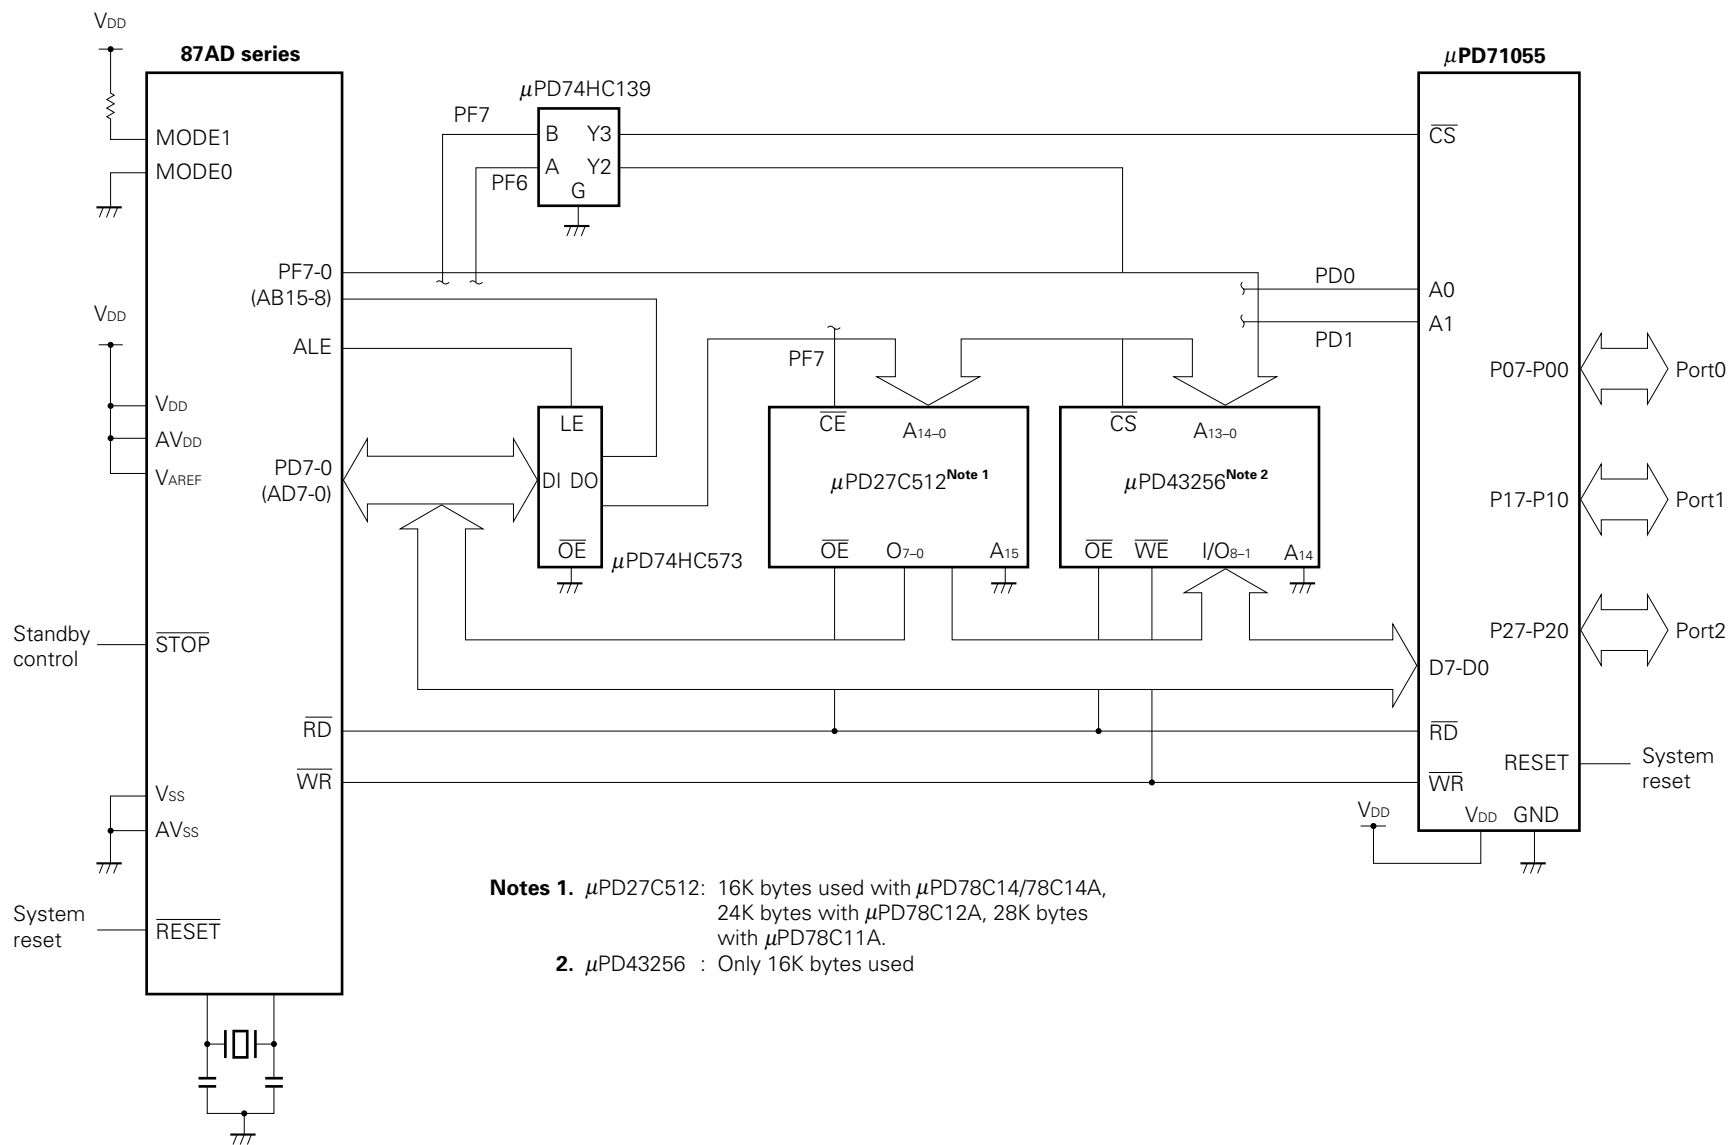 VDD
87AD series
μPD71055
μPD74HC139
PF7
B Y3
MODE1
CS
A Y2
MODE0
PF6
G
PF7-0
(AB15-8)
PD0
A0
VDD
A1
ALE
PF7
PD1
P07-P00
Port0
VDD
LE
CE
A14–0
CS
A13–0
AVDD
VAREF
PD7-0
(AD7-0)
DI DO
μPD27C512Note 1
μPD43256Note 2
P17-P10
Port1
OE
μPD74HC573
OE
O7–0
A15
OE
WE
I/O8–1
A14
Standby
control
STOP
P27-P20
Port2
D7-D0
RD
RD
WR
WR
RESET
System
reset
VSS
AVSS
VDD
VDD
GND
Notes 1. μPD27C512: 16K bytes used with μPD78C14/78C14A,
24K bytes with μPD78C12A, 28K bytes
with μPD78C11A.
2. μPD43256 : Only 16K bytes used
System
reset
RESET